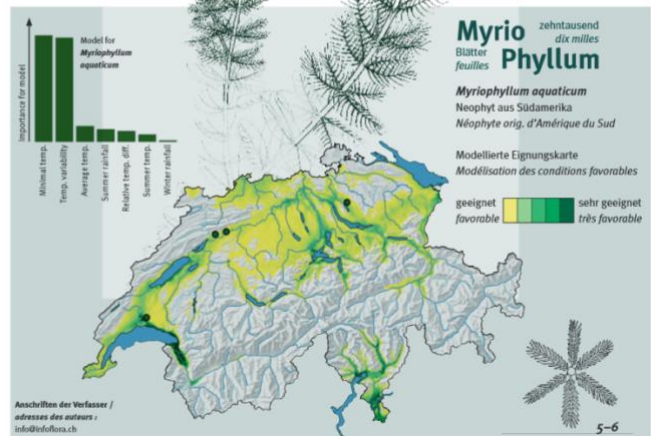 Importance for model
Model for
Myriophyllum
aquaticum
Minimal temp.
Temp. variability
Average temp.
Summer rainfall
Relative temp. diff.
Summer temp.
Winter rainfall
Myrio
zehntausend
dix milles
Blätter
feuilles
Phyllum
Myriophyllum aquaticum
Neophyt aus Südamerika
Néophyte orig. d'Amérique du Sud
Modellierte Eignungskarte
Modélisation des conditions favorables
geeignet
favorable
sehr geeignet
très favorable
Anschriften der Verfasser /
adresses des auteurs :
info@infoflora.ch
5–6